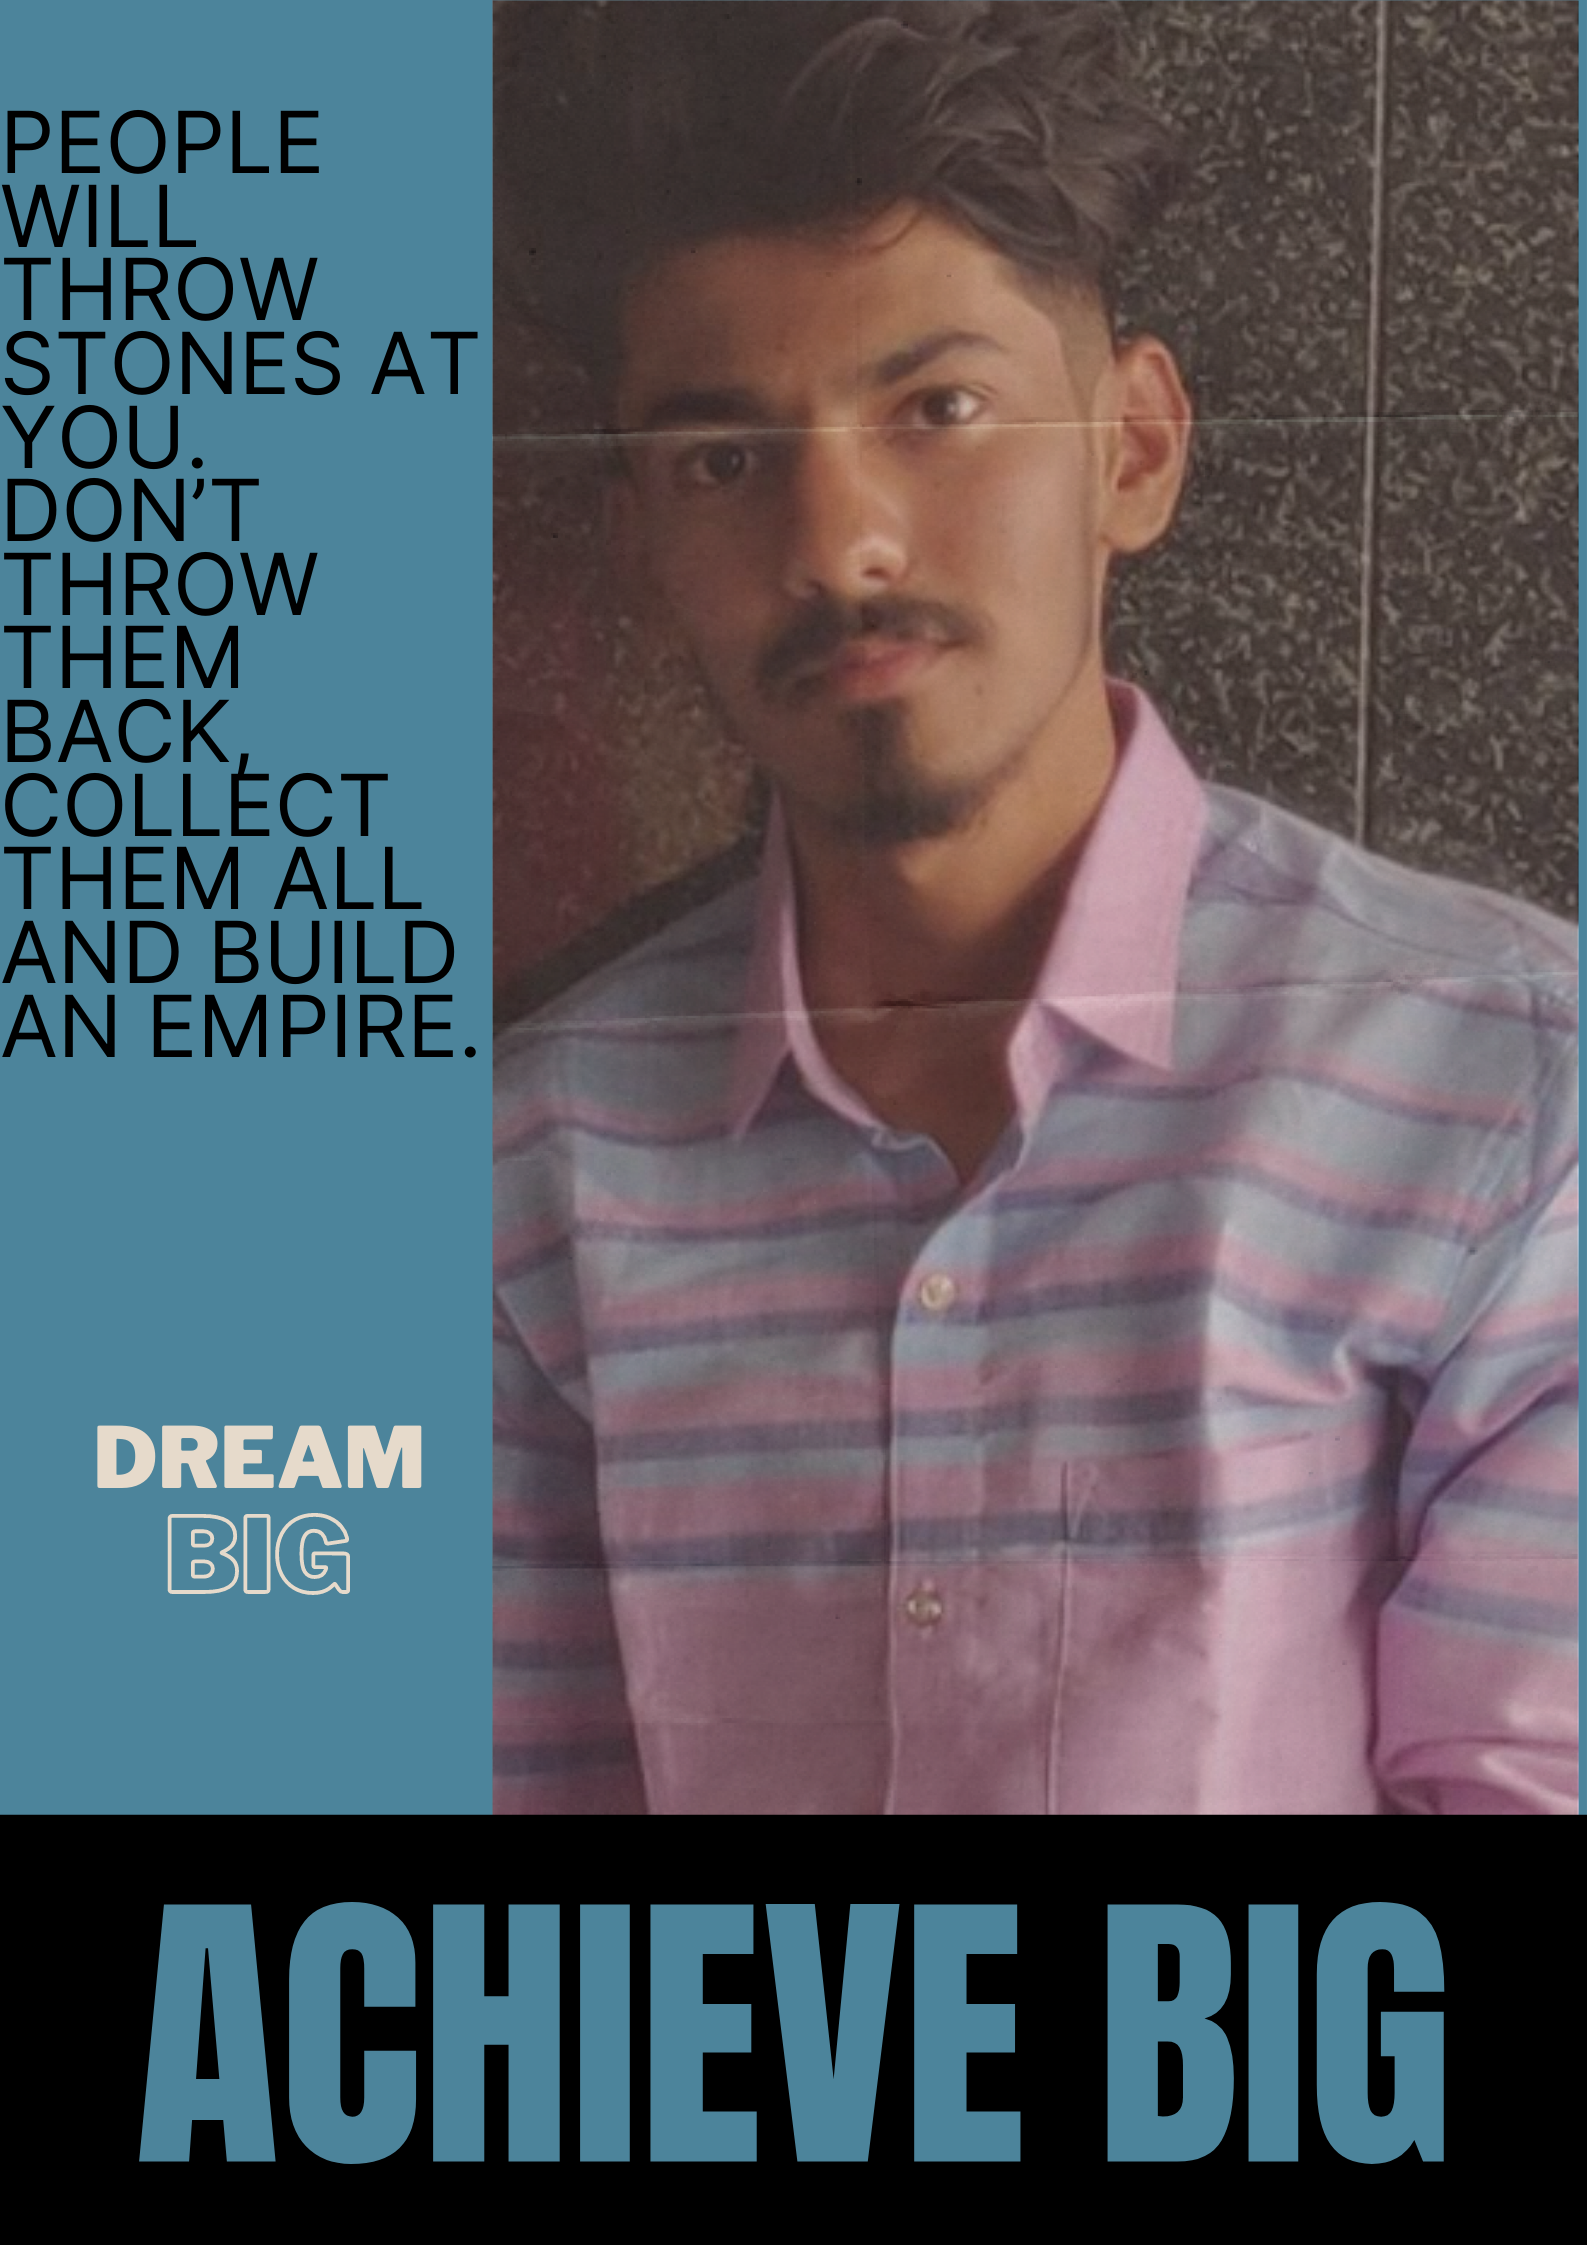 PEOPLE
WILL
THROW
STONES AT
YOU.
DON’T
THROW
THEM
BACK,
COLLECT
THEM ALL
AND BUILD
AN EMPIRE.
DREAM
BIG
ACHIEVE BIG